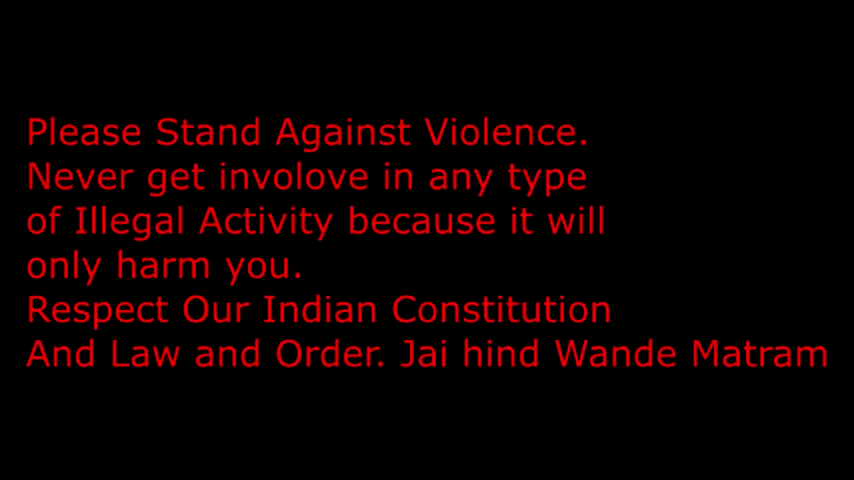 Please Stand Against Violence.
Never get involove in any type
of Illegal Activity because it will
only harm you.
Respect Our Indian Constitution
And Law and Order. Jai hind Wande Matram